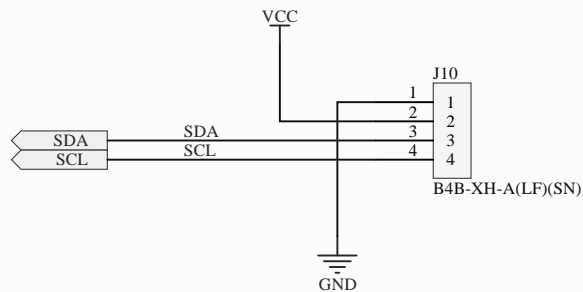 VCC
J10
1 1
2 2
SDA SDA 3 3
SCL SCL 4 4
B4B-XH-A(LF)(SN)
GND